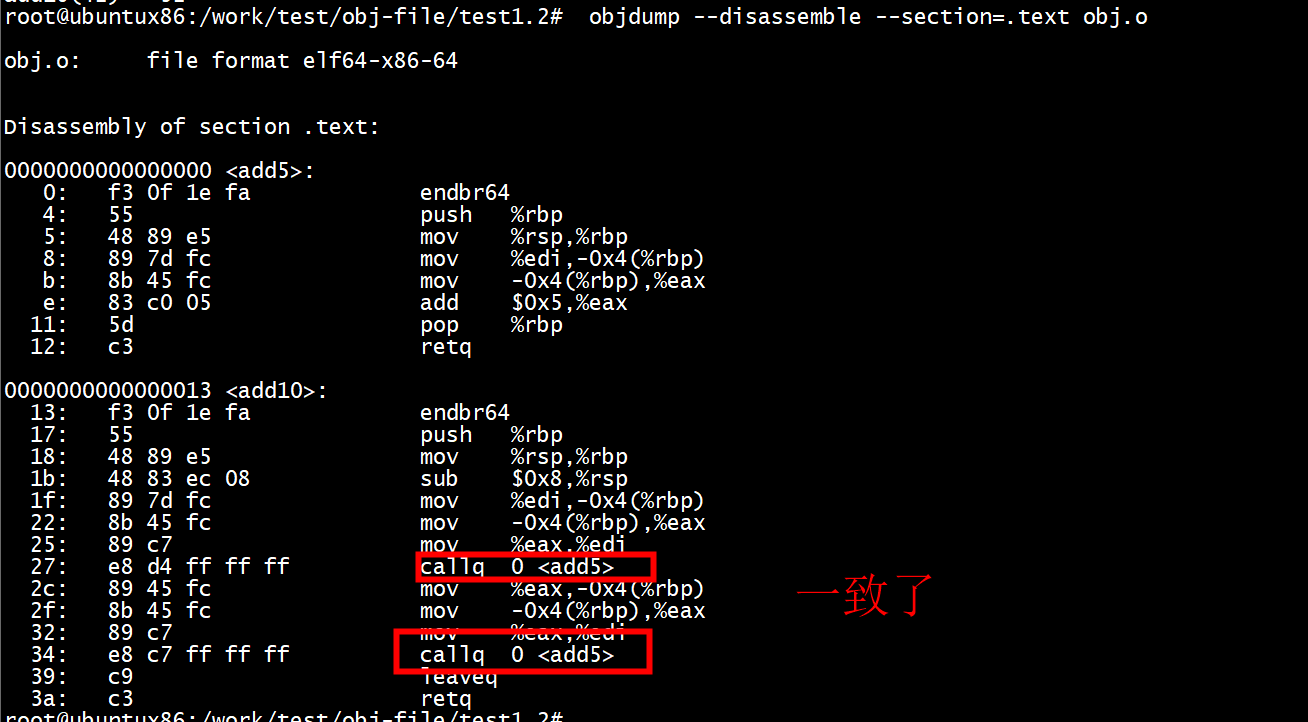 root@ubuntux86:/work/test/obj-file/test1.2#  objdump --disassemble --section=.text obj.o
obj.o:     file format elf64-x86-64
Disassembly of section .text:
0000000000000000 <add5>:
   0:   f3 0f 1e fa             endbr64
   4:   55                      push   %rbp
   5:   48 89 e5                mov    %rsp,%rbp
   8:   89 7d fc                mov    %edi,-0x4(%rbp)
   b:   8b 45 fc                mov    -0x4(%rbp),%eax
   e:   83 c0 05                add    $0x5,%eax
  11:   5d                      pop    %rbp
  12:   c3                      retq
0000000000000013 <add10>:
  13:   f3 0f 1e fa             endbr64
  17:   55                      push   %rbp
  18:   48 89 e5                mov    %rsp,%rbp
  1b:   48 83 ec 08             sub    $0x8,%rsp
  1f:   89 7d fc                mov    %edi,-0x4(%rbp)
  22:   8b 45 fc                mov    -0x4(%rbp),%eax
  25:   89 c7                   mov    %eax,%edi
  27:   e8 d4 ff ff ff          callq  0 <add5>
  2c:   89 45 fc                mov    %eax,-0x4(%rbp)
  2f:   8b 45 fc                mov    -0x4(%rbp),%eax
  32:   89 c7                   mov    %eax,%edi
  34:   e8 c7 ff ff ff          callq  0 <add5>
  39:   c9                      leaveq
  3a:   c3                      retq
root@ubuntux86:/work/test/obj-file/test1.2#
一致了